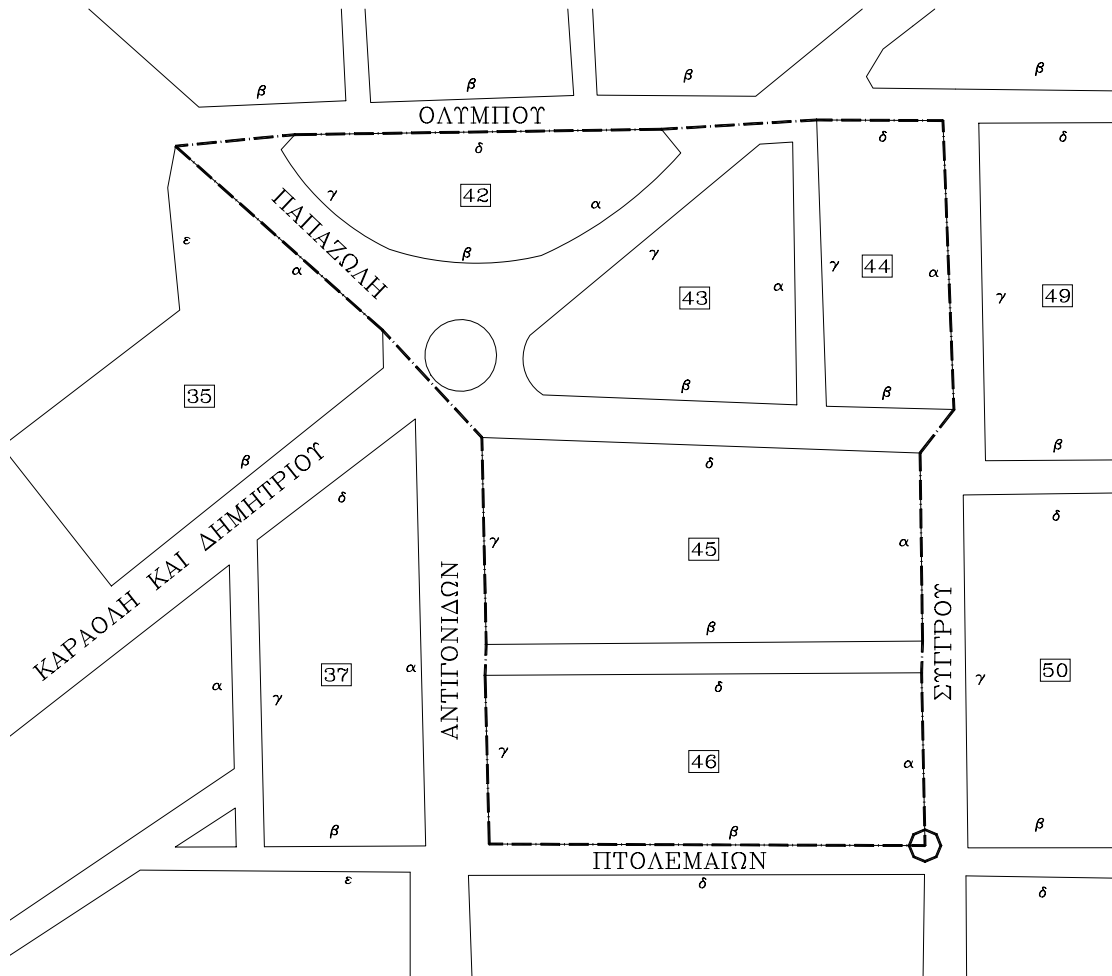 β
β
β
β
ΟΛΥΜΠΟΥ
δ
δ
δ
γ
42
α
ΠΑΠΑΖΩΛΗ
ε
α
β
γ
43
α
γ
44
α
γ
49
35
β
β
β
β
δ
δ
δ
ΚΑΡΑΟΛΗ ΚΑΙ ΔΗΜΗΤΡΙΟΥ
γ
45
α
ΑΝΤΙΓΟΝΙΔΩΝ
ΣΥΓΓΡΟΥ
β
α
γ
37
α
δ
γ
50
γ
46
α
β
β
β
ΠΤΟΛΕΜΑΙΩΝ
ε
δ
δ